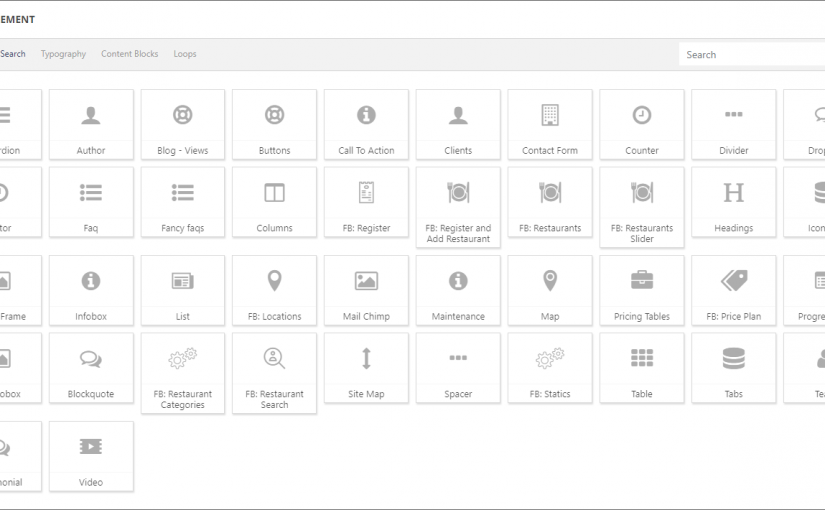 EMENT
Search Typography Content Blocks Loops Search
rdion Author Blog - Views Buttons Call To Action Clients Contact Form Counter Divider Drop
tor Faq Fancy faqs Columns FB: Register FB: Register and Add Restaurant FB: Restaurants FB: Restaurants Slider Headings Icon
Frame Infobox List FB: Locations Mail Chimp Maintenance Map Pricing Tables FB: Price Plan Progre
obox Blockquote FB: Restaurant Categories FB: Restaurant Search Site Map Spacer FB: Statics Table Tabs Te
nonial Video